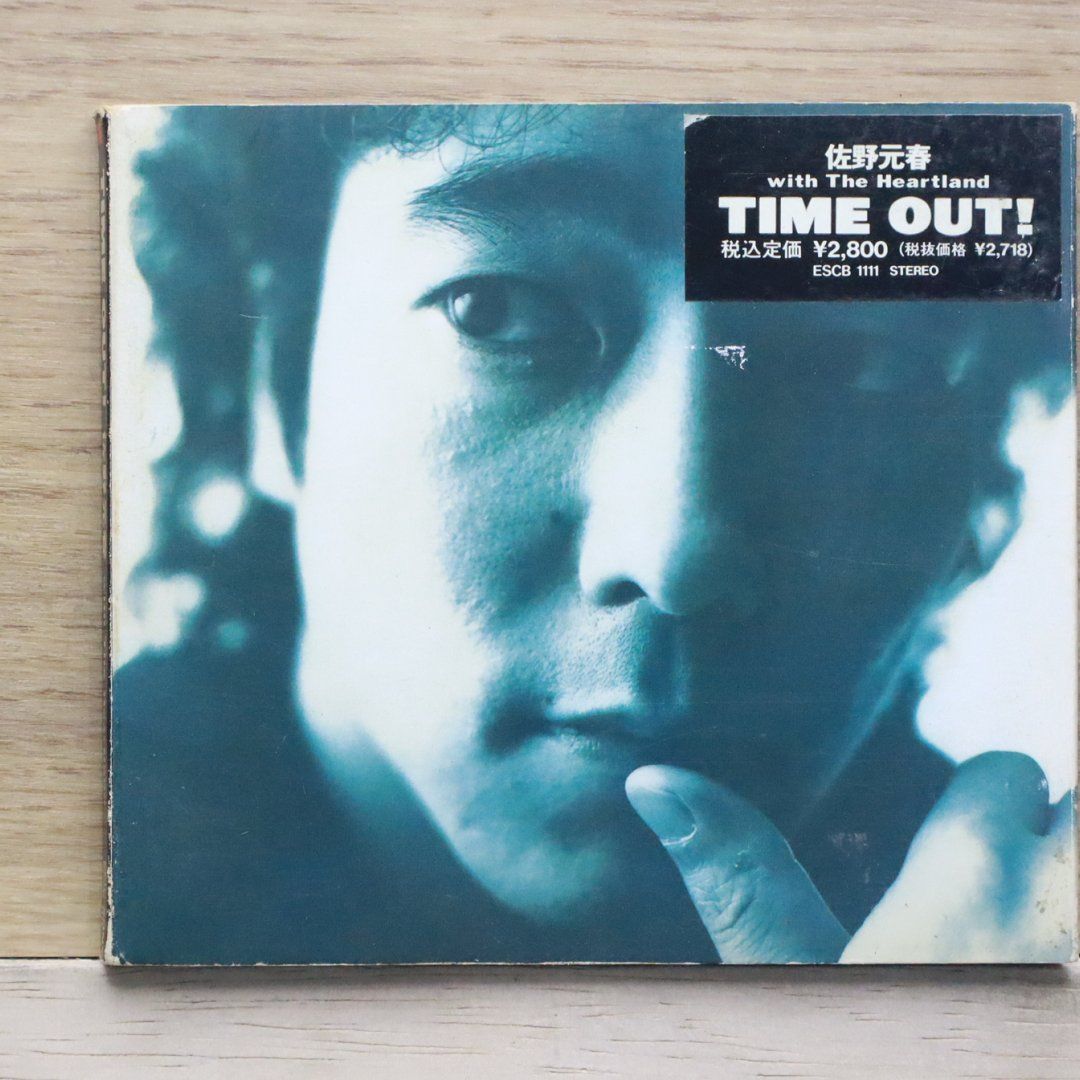 佐野元春
with The Heartland
TIME OUT!
税込定価 ¥2,800 (税抜価格 ¥2,718)
ESCB 1111 STEREO